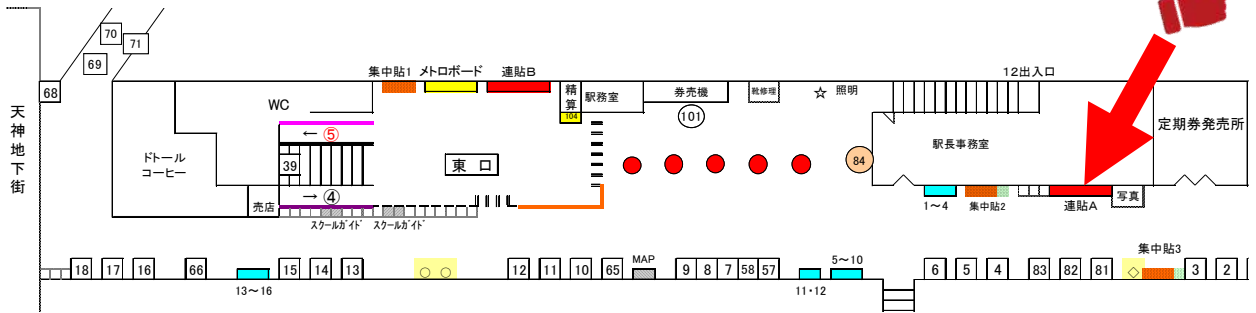 70
71
69
68
天神地下街
WC
ドトール
コーヒー
売店
39
← ⑤
→ ④
集中貼1
メトロボード
連貼B
東 口
精算
104
駅務室
券売機
101
靴修理
☆ 照明
84
12出入口
駅長事務室
定期券発売所
1～4
集中貼2
連貼A
写真
スクールガイド
スクールガイド
18
17
16
66
13～16
15
14
13
○ ○
12
11
10
65
MAP
9
8
7
58
57
11・12
5～10
6
5
4
83
82
81
◇
集中貼3
3
2